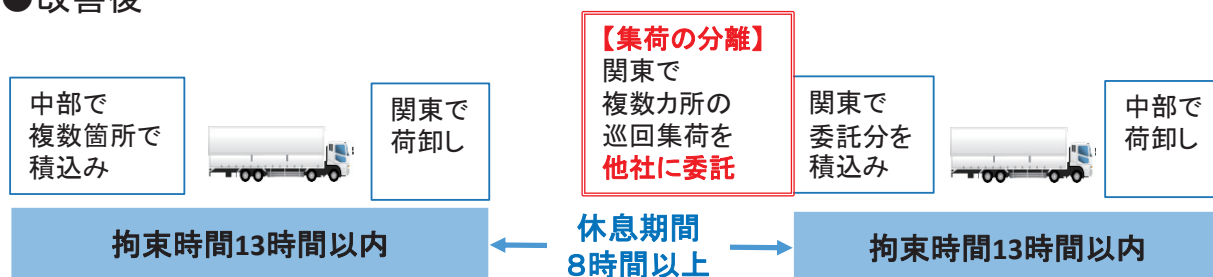 ●改善後
中部で
複数箇所で
積込み
関東で
荷卸し
【集荷の分離】
関東で
複数カ所の
巡回集荷を
他社に委託
関東で
委託分を
積込み
中部で
荷卸し
拘束時間13時間以内
休息期間
8時間以上
拘束時間13時間以内